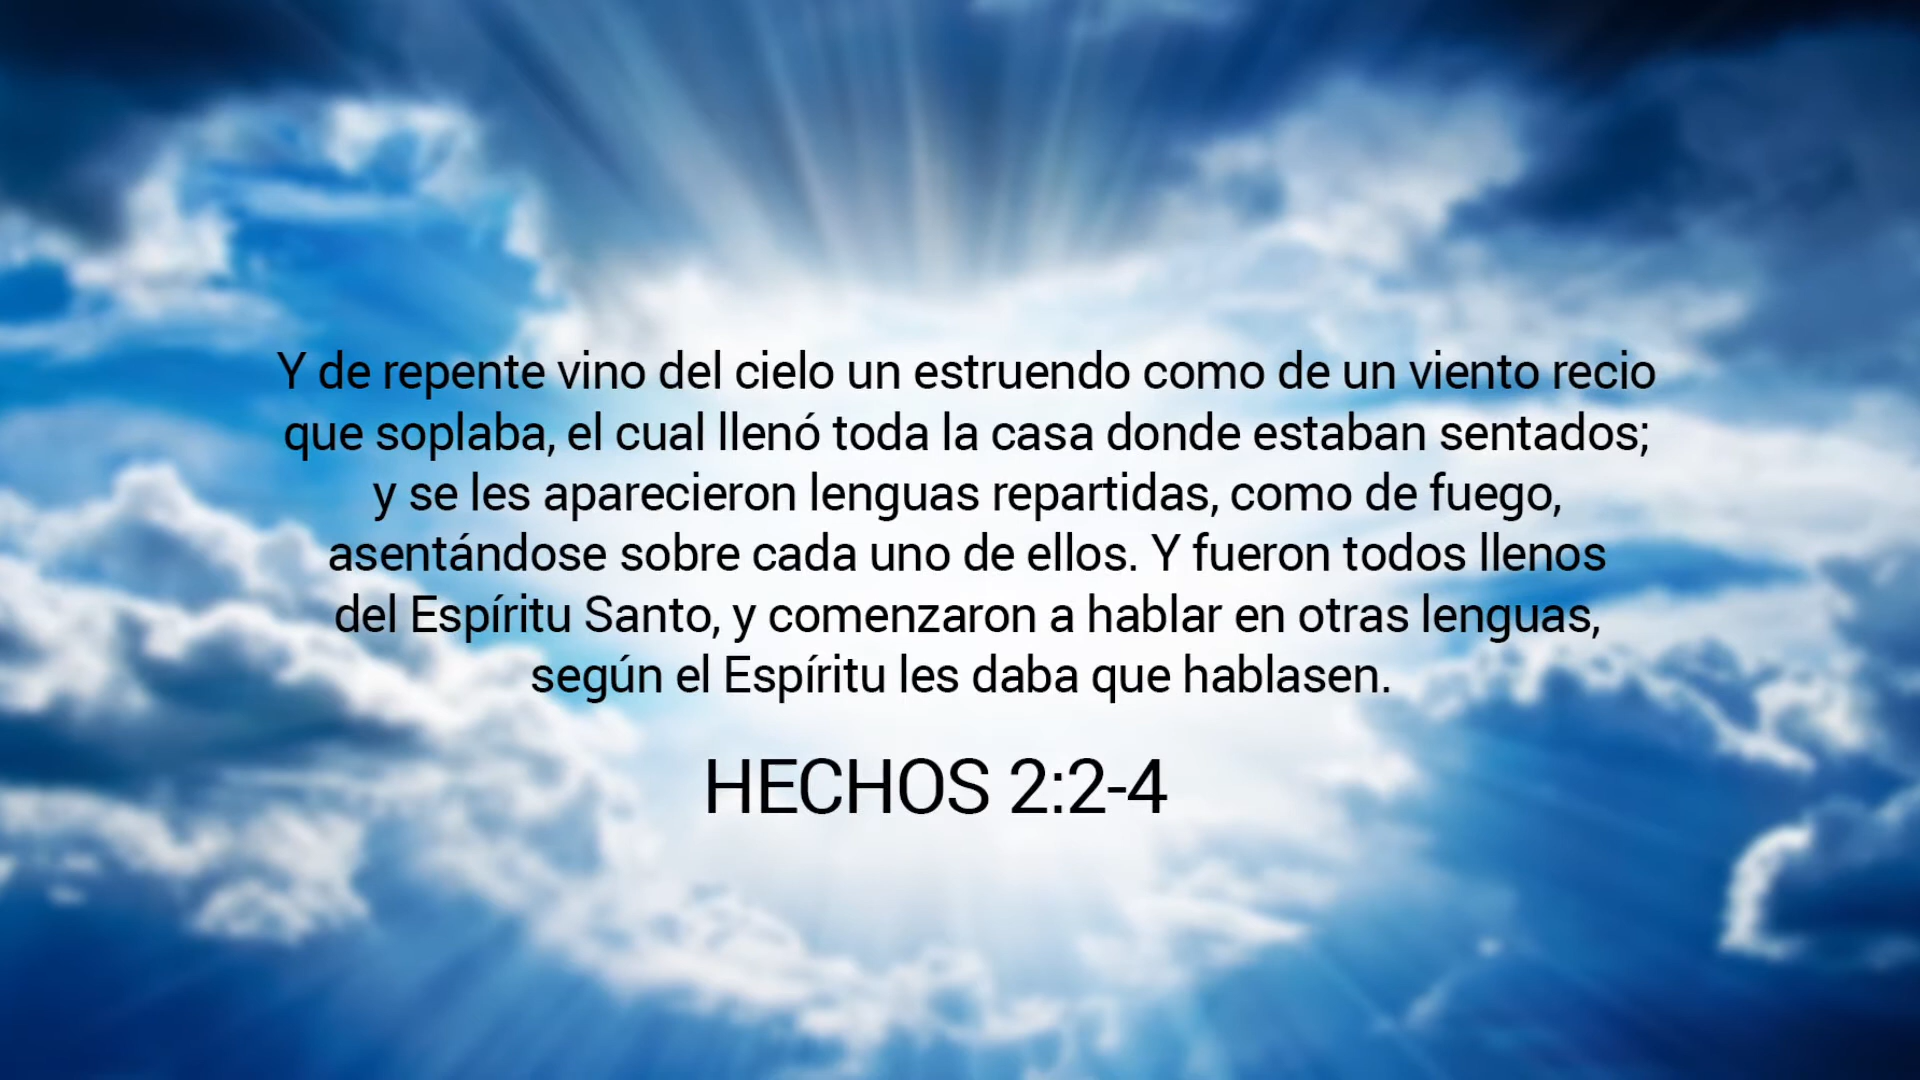 Y de repente vino del cielo un estruendo como de un viento recio
que soplaba, el cual llenó toda la casa donde estaban sentados;
y se les aparecieron lenguas repartidas, como de fuego,
asentándose sobre cada uno de ellos. Y fueron todos llenos
del Espíritu Santo, y comenzaron a hablar en otras lenguas,
según el Espíritu les daba que hablasen.
HECHOS 2:2-4